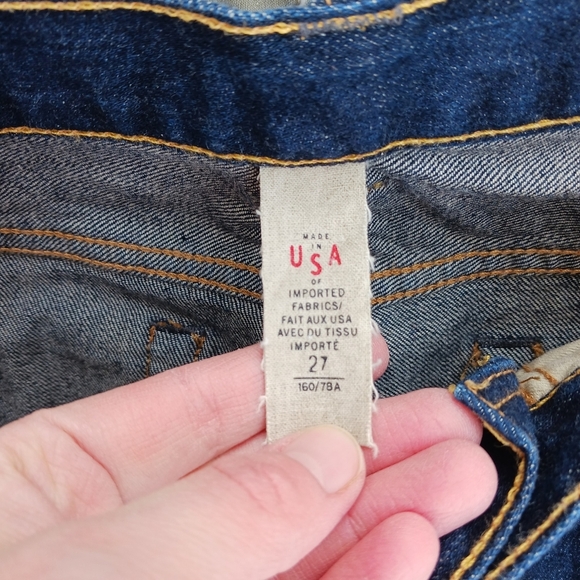 MADE
IN
USA
OF
IMPORTED
FABRICS/
FAIT AUX USA
AVEC DU TISSU
IMPORTÉ
27
160/78A